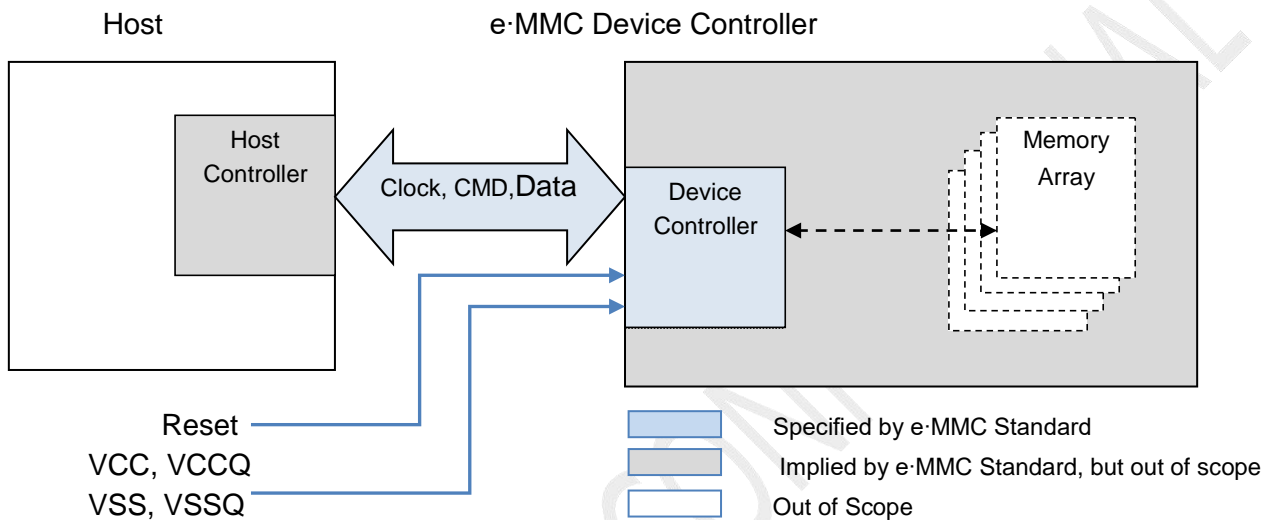 Host
e·MMC Device Controller
Host
Controller
Clock, CMD,Data
Device
Controller
Memory
Array
Reset
VCC, VCCQ
VSS, VSSQ
Specified by e·MMC Standard
Implied by e·MMC Standard, but out of scope
Out of Scope